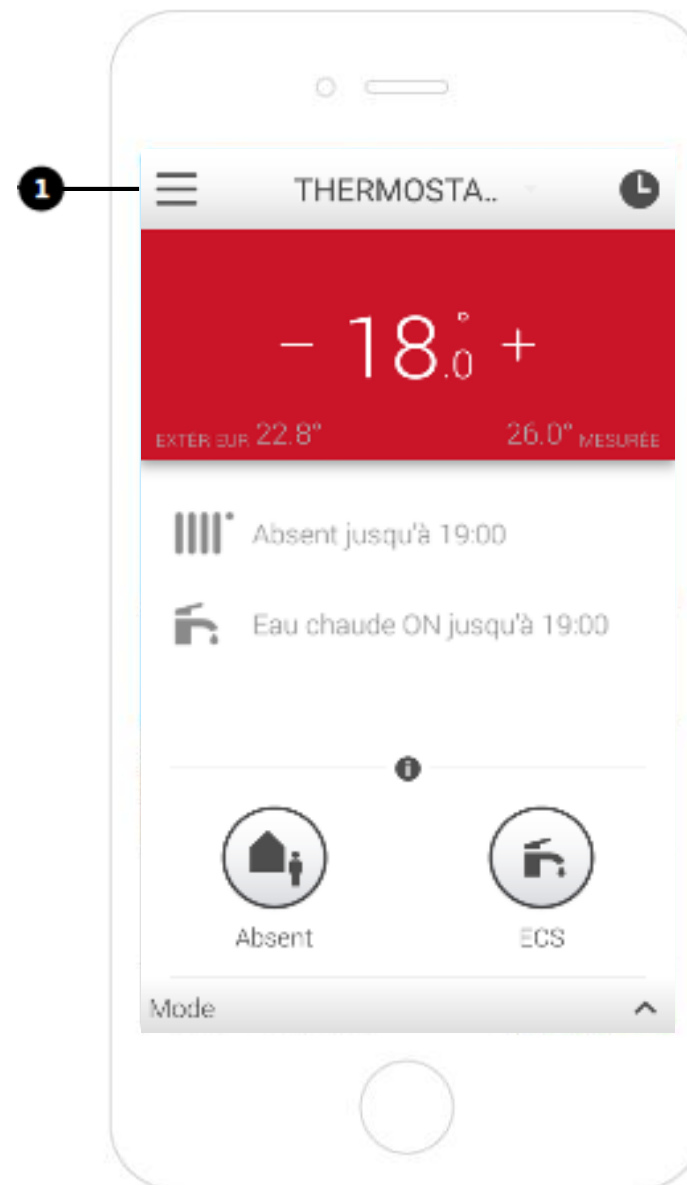 1
THERMOSTA..
− 18.0° +
EXTÉRIEUR 22.8° 26.0° MESURÉE
Absent jusqu'à 19:00
Eau chaude ON jusqu'à 19:00
i
Absent ECS
Mode